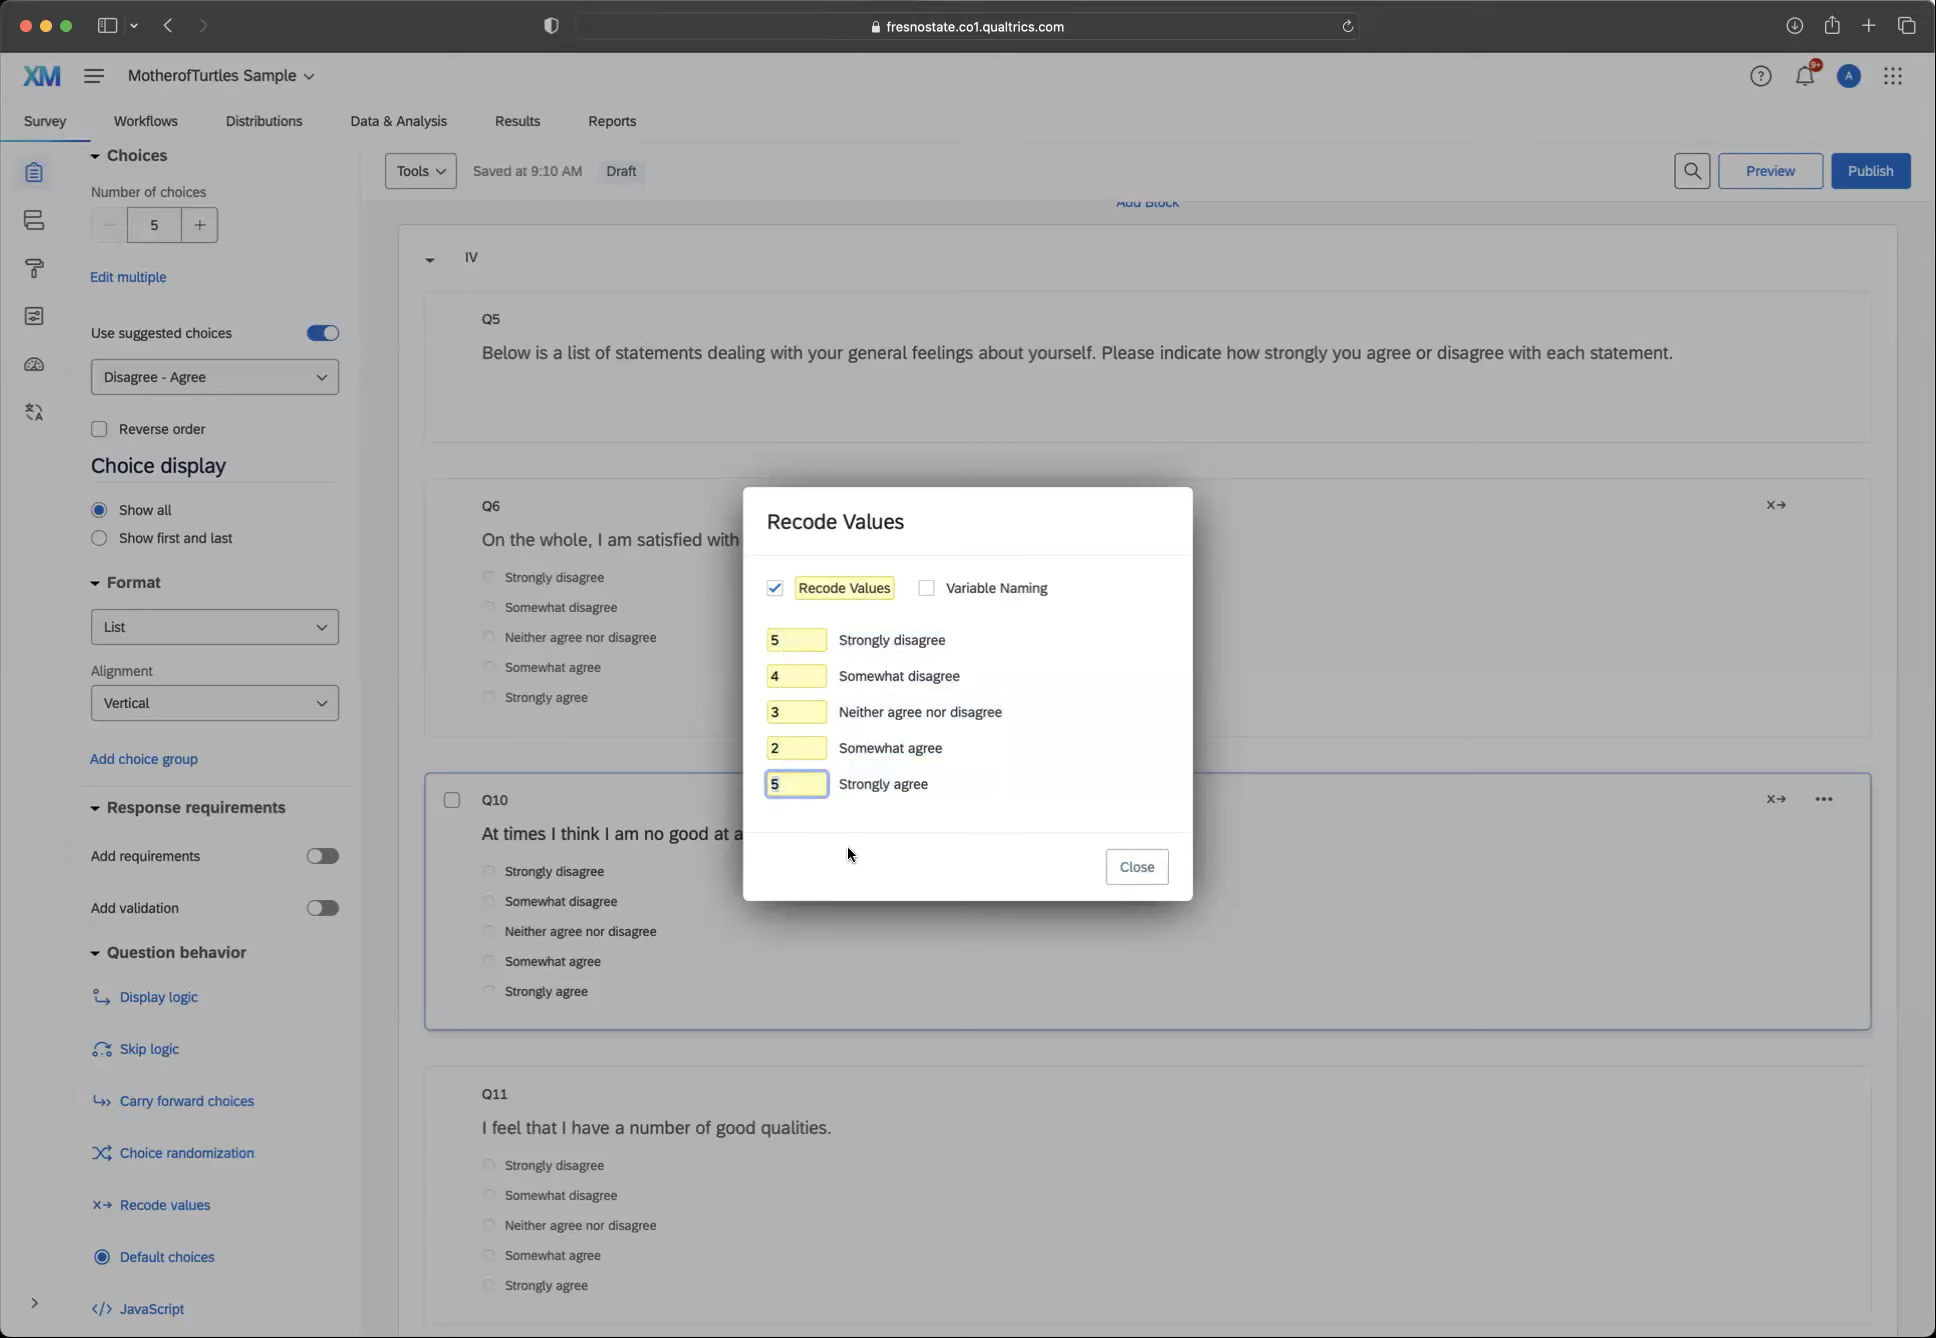 fresnostate.co1.qualtrics.com
XM
MotherofTurtles Sample
9+
A
Survey
Workflows
Distributions
Data & Analysis
Results
Reports
Choices
Number of choices
5
Edit multiple
Use suggested choices
Disagree - Agree
Reverse order
Choice display
Show all
Show first and last
Format
List
Alignment
Vertical
Add choice group
Response requirements
Add requirements
Add validation
Question behavior
Display logic
Skip logic
Carry forward choices
Choice randomization
Recode values
Default choices
JavaScript
Tools
Saved at 9:10 AM
Draft
Preview
Publish
Add Block
IV
Q5
Below is a list of statements dealing with your general feelings about yourself. Please indicate how strongly you agree or disagree with each statement.
Q6
On the whole, I am satisfied with
Strongly disagree
Somewhat disagree
Neither agree nor disagree
Somewhat agree
Strongly agree
Q10
At times I think I am no good at a
Strongly disagree
Somewhat disagree
Neither agree nor disagree
Somewhat agree
Strongly agree
Q11
I feel that I have a number of good qualities.
Strongly disagree
Somewhat disagree
Neither agree nor disagree
Somewhat agree
Strongly agree
Recode Values
Recode Values
Variable Naming
5 Strongly disagree
4 Somewhat disagree
3 Neither agree nor disagree
2 Somewhat agree
5 Strongly agree
Close